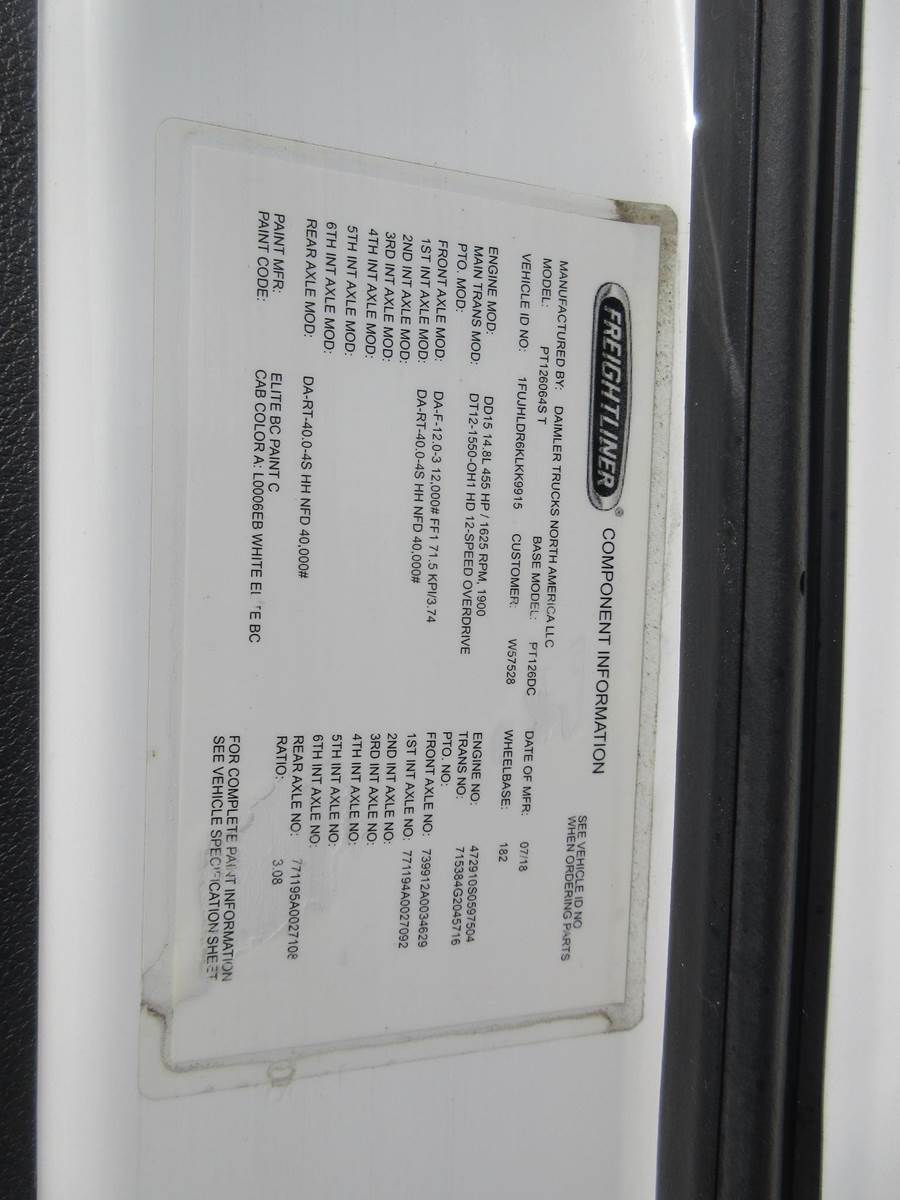 FREIGHTLINER® COMPONENT INFORMATION
SEE VEHICLE ID NO
WHEN ORDERING PARTS
MANUFACTURED BY: DAIMLER TRUCKS NORTH AMERICA LLC
MODEL: PT126064S T BASE MODEL: PT126DC DATE OF MFR: 07/18
VEHICLE ID NO: 1FUJHLDR6KLKK9915 CUSTOMER: W57528 WHEELBASE: 182
ENGINE MOD: DD15 14.8L 455 HP / 1625 RPM, 1900 ENGINE NO: 472910S0597504
MAIN TRANS MOD: DT12-1550-OH1 HD 12-SPEED OVERDRIVE TRANS NO: 715384G2045716
PTO. MOD: PTO. NO:
FRONT AXLE MOD: DA-F-12.0-3 12,000# FF1 71.5 KPI/3.74 FRONT AXLE NO: 739912A0034629
1ST INT AXLE MOD: DA-RT-40.0-4S HH NFD 40,000# 1ST INT AXLE NO: 771194A0027092
2ND INT AXLE MOD: 2ND INT AXLE NO:
3RD INT AXLE MOD: 3RD INT AXLE NO:
4TH INT AXLE MOD: 4TH INT AXLE NO:
5TH INT AXLE MOD: 5TH INT AXLE NO:
6TH INT AXLE MOD: 6TH INT AXLE NO:
REAR AXLE MOD: DA-RT-40.0-4S HH NFD 40,000# REAR AXLE NO: 771195A0027108
RATIO: 3.08
PAINT MFR: ELITE BC PAINT C
PAINT CODE: CAB COLOR A: L0006EB WHITE ELITE BC
FOR COMPLETE PAINT INFORMATION
SEE VEHICLE SPECIFICATION SHEET